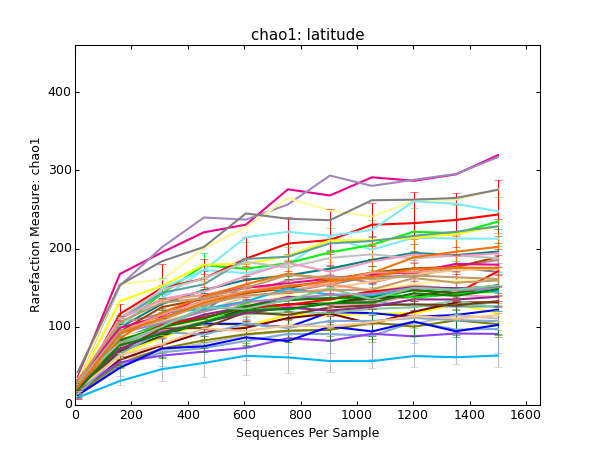 chao1: latitude
Rarefaction Measure: chao1
400
300
200
100
0
0 200 400 600 800 1000 1200 1400 1600
Sequences Per Sample